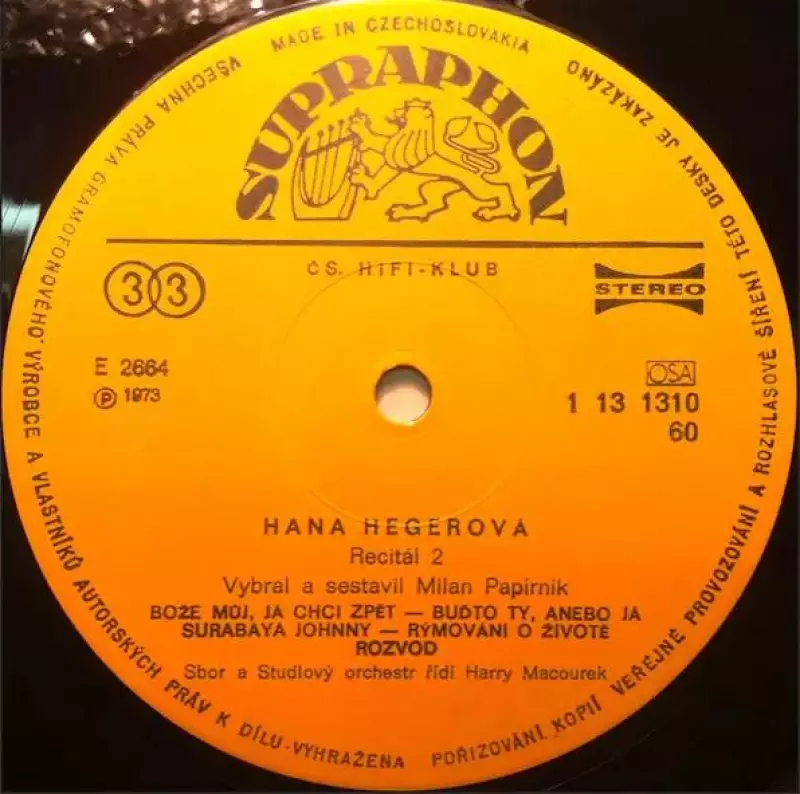 MADE IN CZECHOSLOVAKIA
VŠECHNA PRÁVA GRAMOFONOVÉHO VÝROBCE A VLASTNÍKŮ AUTORSKÝCH PRÁV K DÍLU-VYHRAŽENA
POŘIZOVÁNÍ KOPIÍ VEŘEJNÉ PROVOZOVÁNÍ A ROZHLASOVÉ ŠÍŘENÍ TÉTO DESKY JE ZAKÁZÁNO
SUPRAPHON
ČS. HIFI-KLUB
33
STEREO
E 2664
Ⓟ 1973
OSA
1 13 1310
60
HANA HEGEROVÁ
Recitál 2
Vybral a sestavil Milan Papírník
BOŽE MŮJ, JÁ CHCI ZPĚT — BUĎTO TY, ANEBO JÁ
SURABAYA JOHNNY — RÝMOVÁNÍ O ŽIVOTĚ
ROZVOD
Sbor a Studiový orchestr řídí Harry Macourek